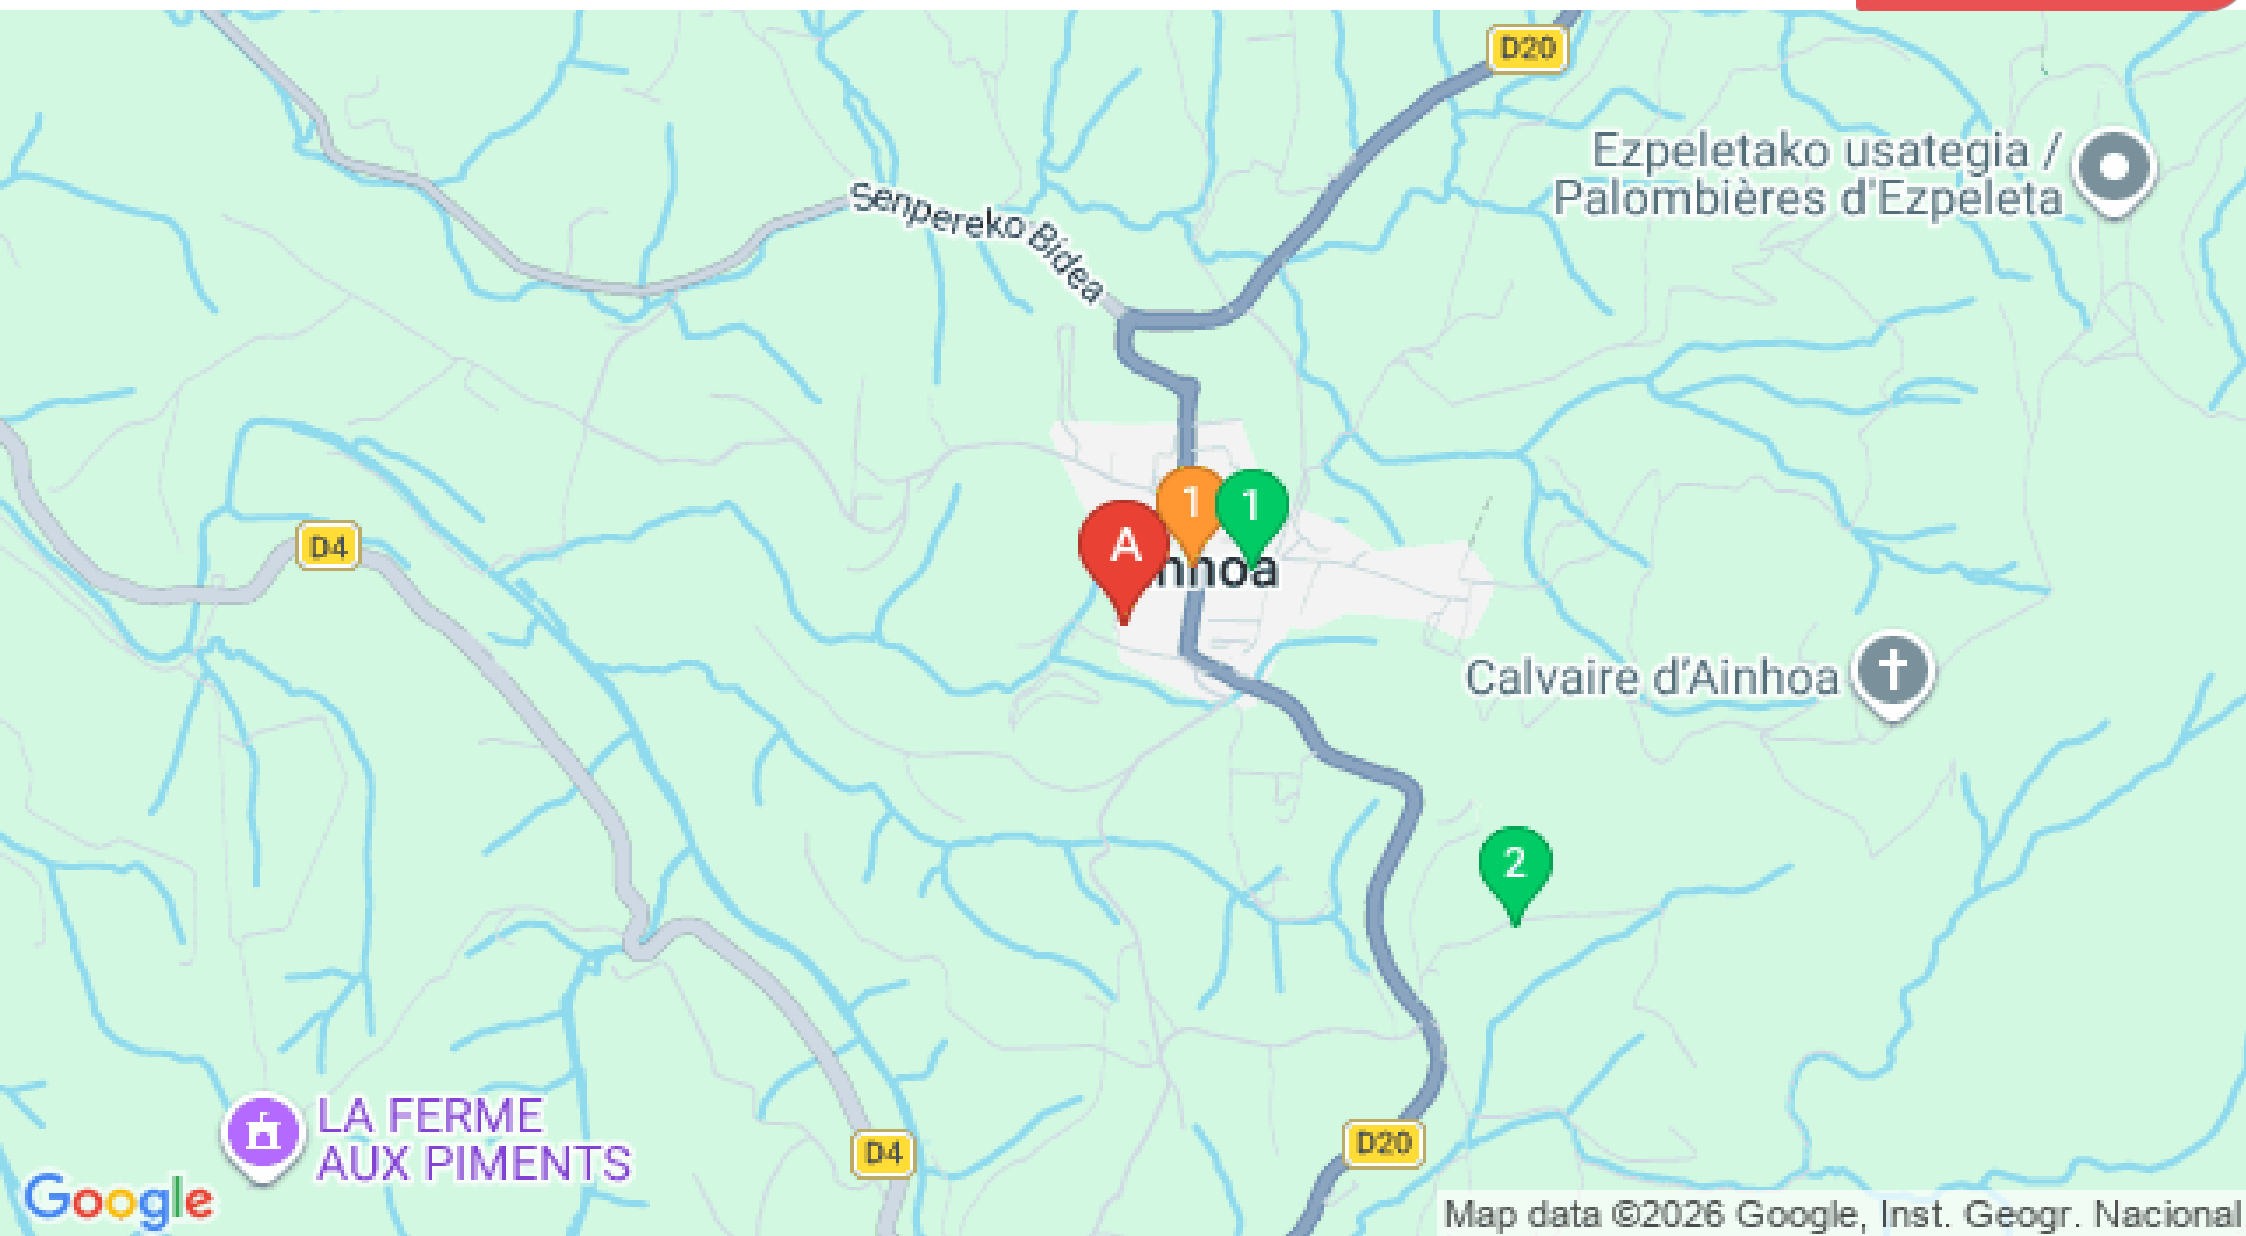 D20
Ezpeletako usategia /
Palombières d'Ezpeleta
Senpereko Bidea
1
1
A
D4
nhoa
Calvaire d'Ainhoa
2
LA FERME
AUX PIMENTS
D4
D20
Google
Map data ©2026 Google, Inst. Geogr. Nacional